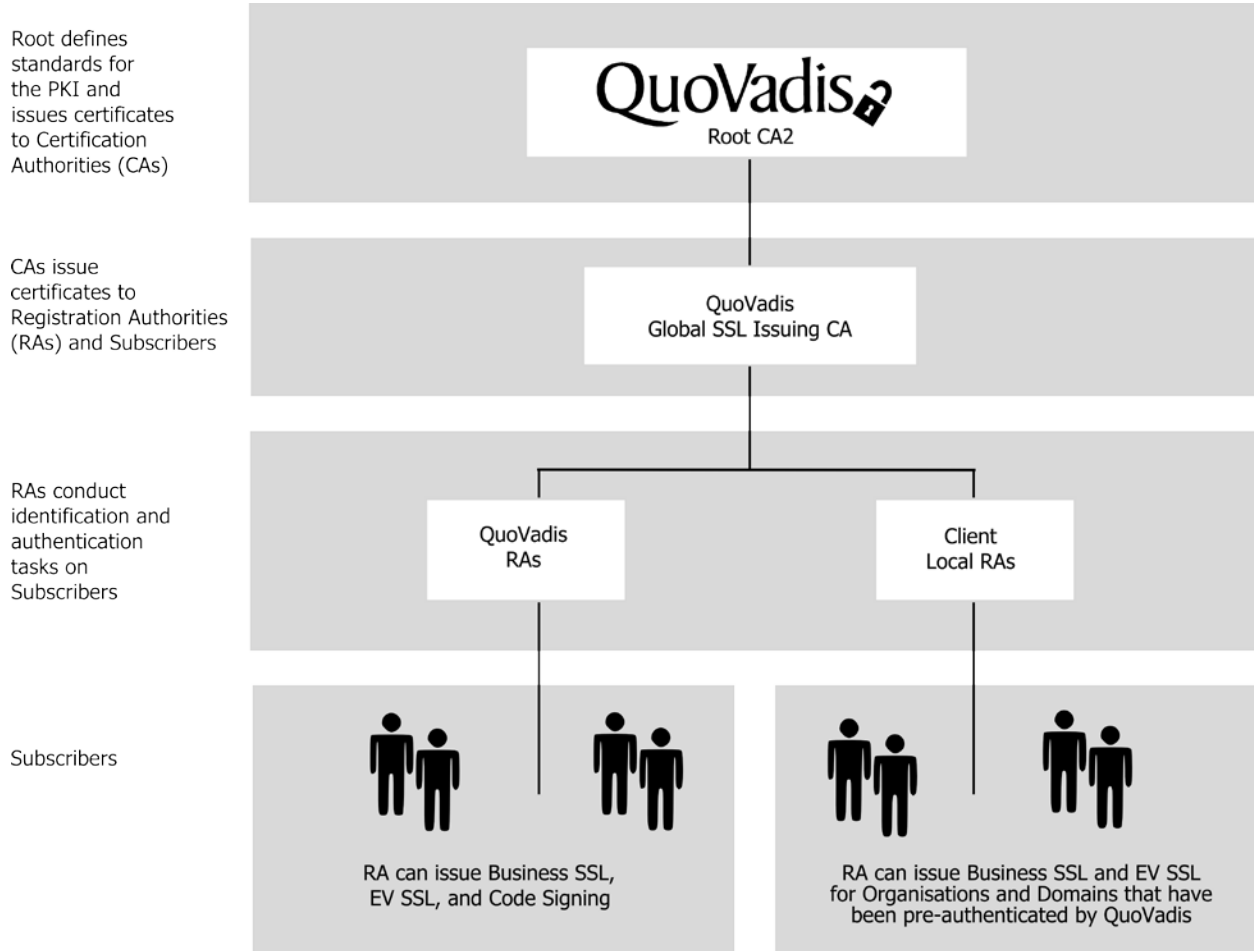 Root defines
standards for
the PKI and
issues certificates
to Certification
Authorities (CAs)
QuoVadis
Root CA2
CAs issue
certificates to
Registration Authorities
(RAs) and Subscribers
QuoVadis
Global SSL Issuing CA
RAs conduct
identification and
authentication
tasks on
Subscribers
QuoVadis
RAs
Client
Local RAs
Subscribers
RA can issue Business SSL,
EV SSL, and Code Signing
RA can issue Business SSL and EV SSL
for Organisations and Domains that have
been pre-authenticated by QuoVadis